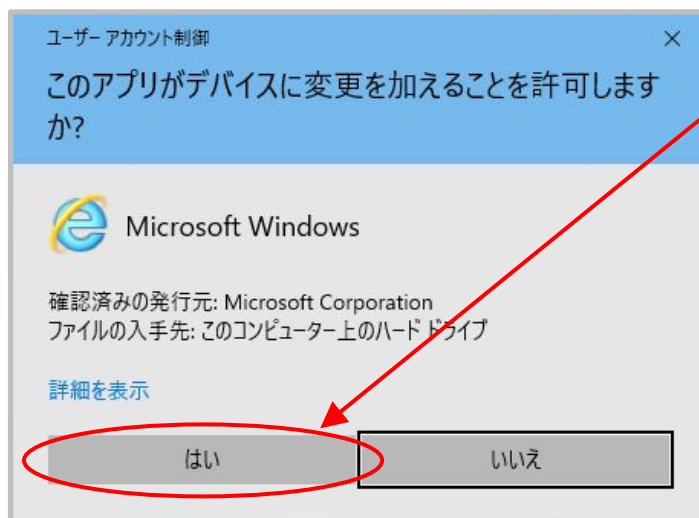 ユーザー アカウント制御
このアプリがデバイスに変更を加えることを許可します
か?
Microsoft Windows
確認済みの発行元: Microsoft Corporation
ファイルの入手先: このコンピューター上のハード ドライブ
詳細を表示
はい
いいえ